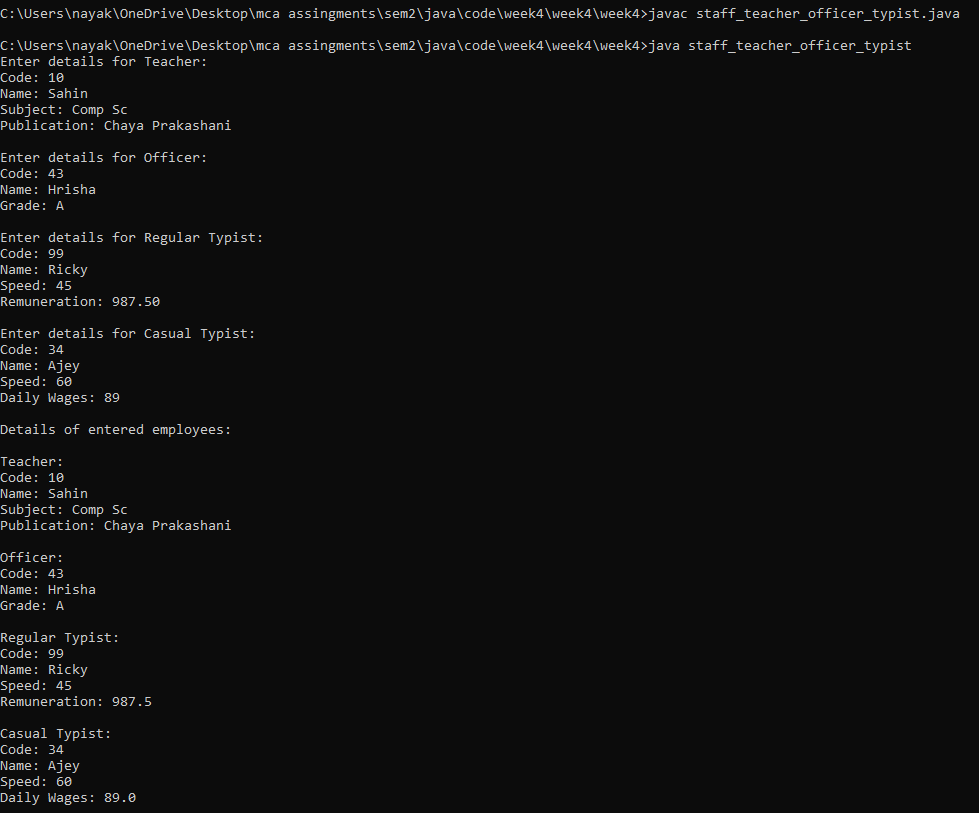 C:\Users\nayak\OneDrive\Desktop\mca assingments\sem2\java\code\week4\week4\week4>javac staff_teacher_officer_typist.java
C:\Users\nayak\OneDrive\Desktop\mca assingments\sem2\java\code\week4\week4\week4>java staff_teacher_officer_typist
Enter details for Teacher:
Code: 10
Name: Sahin
Subject: Comp Sc
Publication: Chaya Prakashani
Enter details for Officer:
Code: 43
Name: Hrisha
Grade: A
Enter details for Regular Typist:
Code: 99
Name: Ricky
Speed: 45
Remuneration: 987.50
Enter details for Casual Typist:
Code: 34
Name: Ajey
Speed: 60
Daily Wages: 89
Details of entered employees:
Teacher:
Code: 10
Name: Sahin
Subject: Comp Sc
Publication: Chaya Prakashani
Officer:
Code: 43
Name: Hrisha
Grade: A
Regular Typist:
Code: 99
Name: Ricky
Speed: 45
Remuneration: 987.5
Casual Typist:
Code: 34
Name: Ajey
Speed: 60
Daily Wages: 89.0